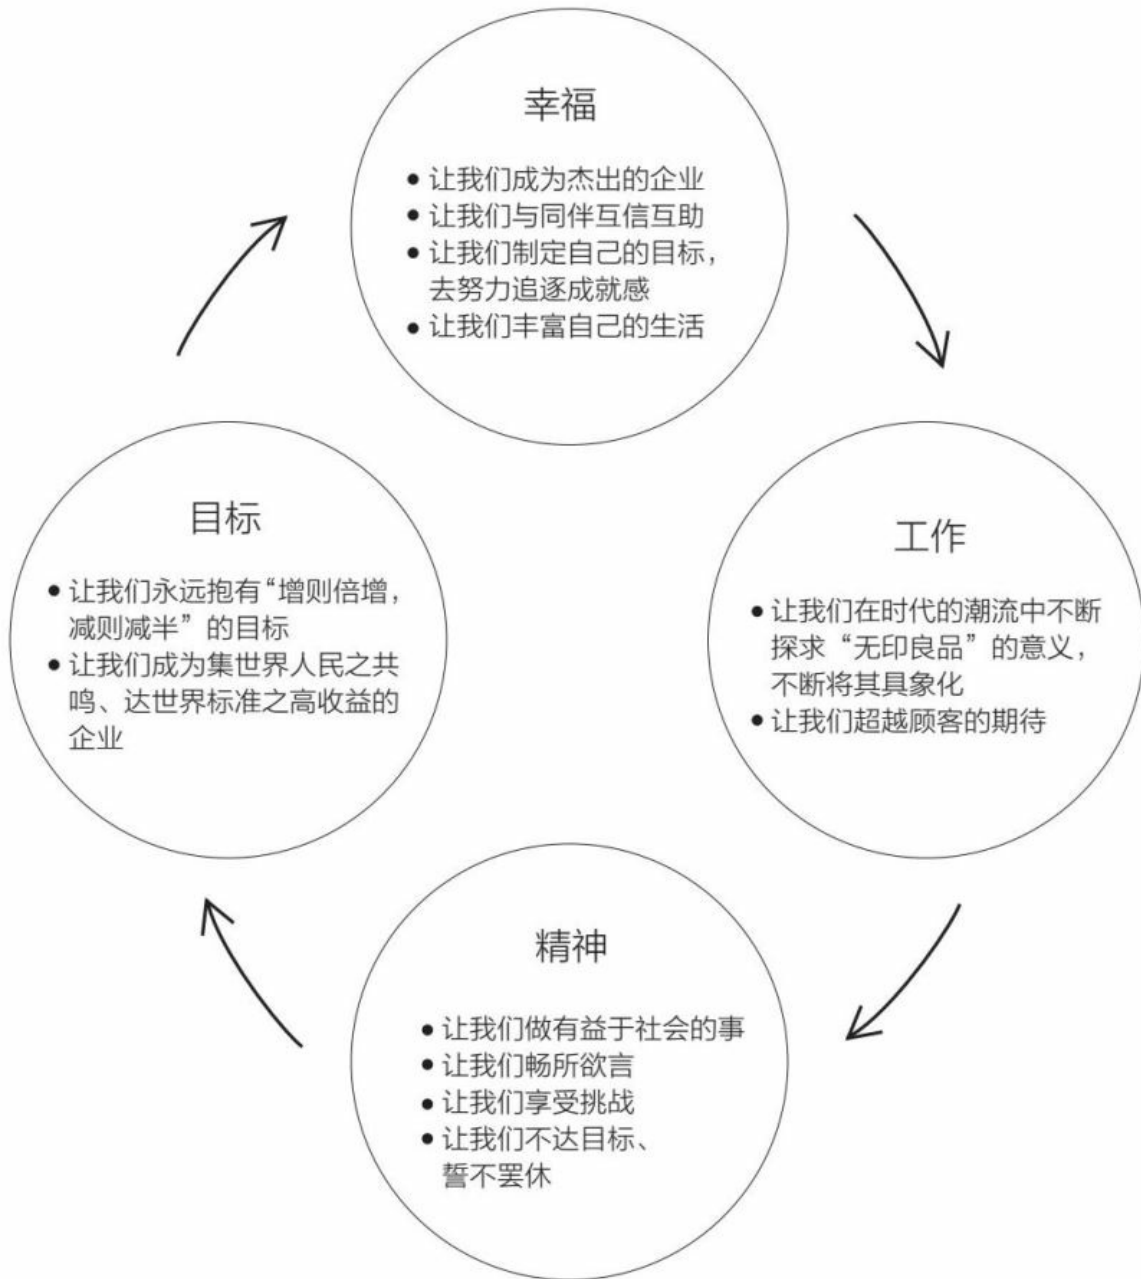 幸福
● 让我们成为杰出的企业
● 让我们与同伴互信互助
● 让我们制定自己的目标，
去努力追逐成就感
● 让我们丰富自己的生活
工作
● 让我们在时代的潮流中不断
探求“无印良品”的意义，
不断将其具象化
● 让我们超越顾客的期待
精神
● 让我们做有益于社会的事
● 让我们畅所欲言
● 让我们享受挑战
● 让我们不达目标、
誓不罢休
目标
● 让我们永远抱有“增则倍增，
减则减半”的目标
● 让我们成为集世界人民之共
鸣、达世界标准之高收益的
企业